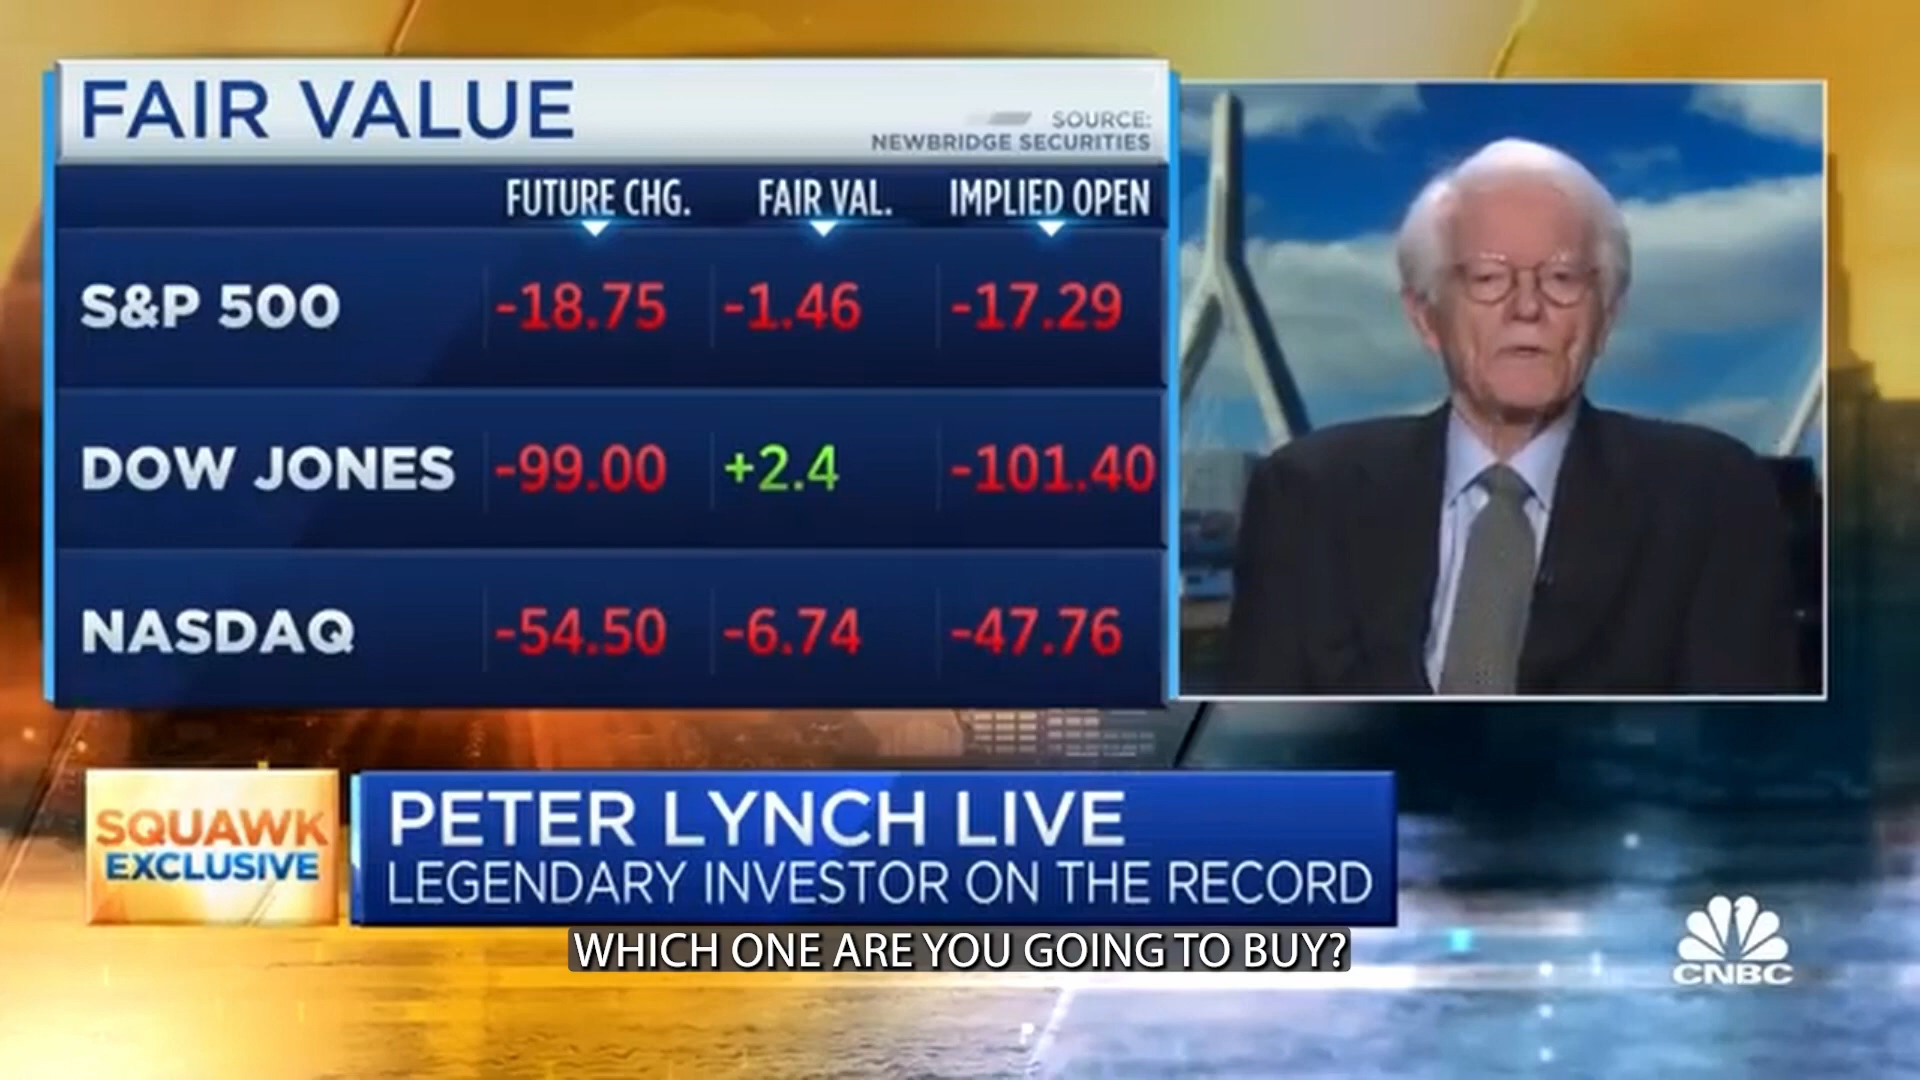 FAIR VALUE
SOURCE:
NEWBRIDGE SECURITIES
FUTURE CHG. FAIR VAL. IMPLIED OPEN
S&P 500 -18.75 -1.46 -17.29
DOW JONES -99.00 +2.4 -101.40
NASDAQ -54.50 -6.74 -47.76
SQUAWK
EXCLUSIVE
PETER LYNCH LIVE
LEGENDARY INVESTOR ON THE RECORD
WHICH ONE ARE YOU GOING TO BUY?
CNBC